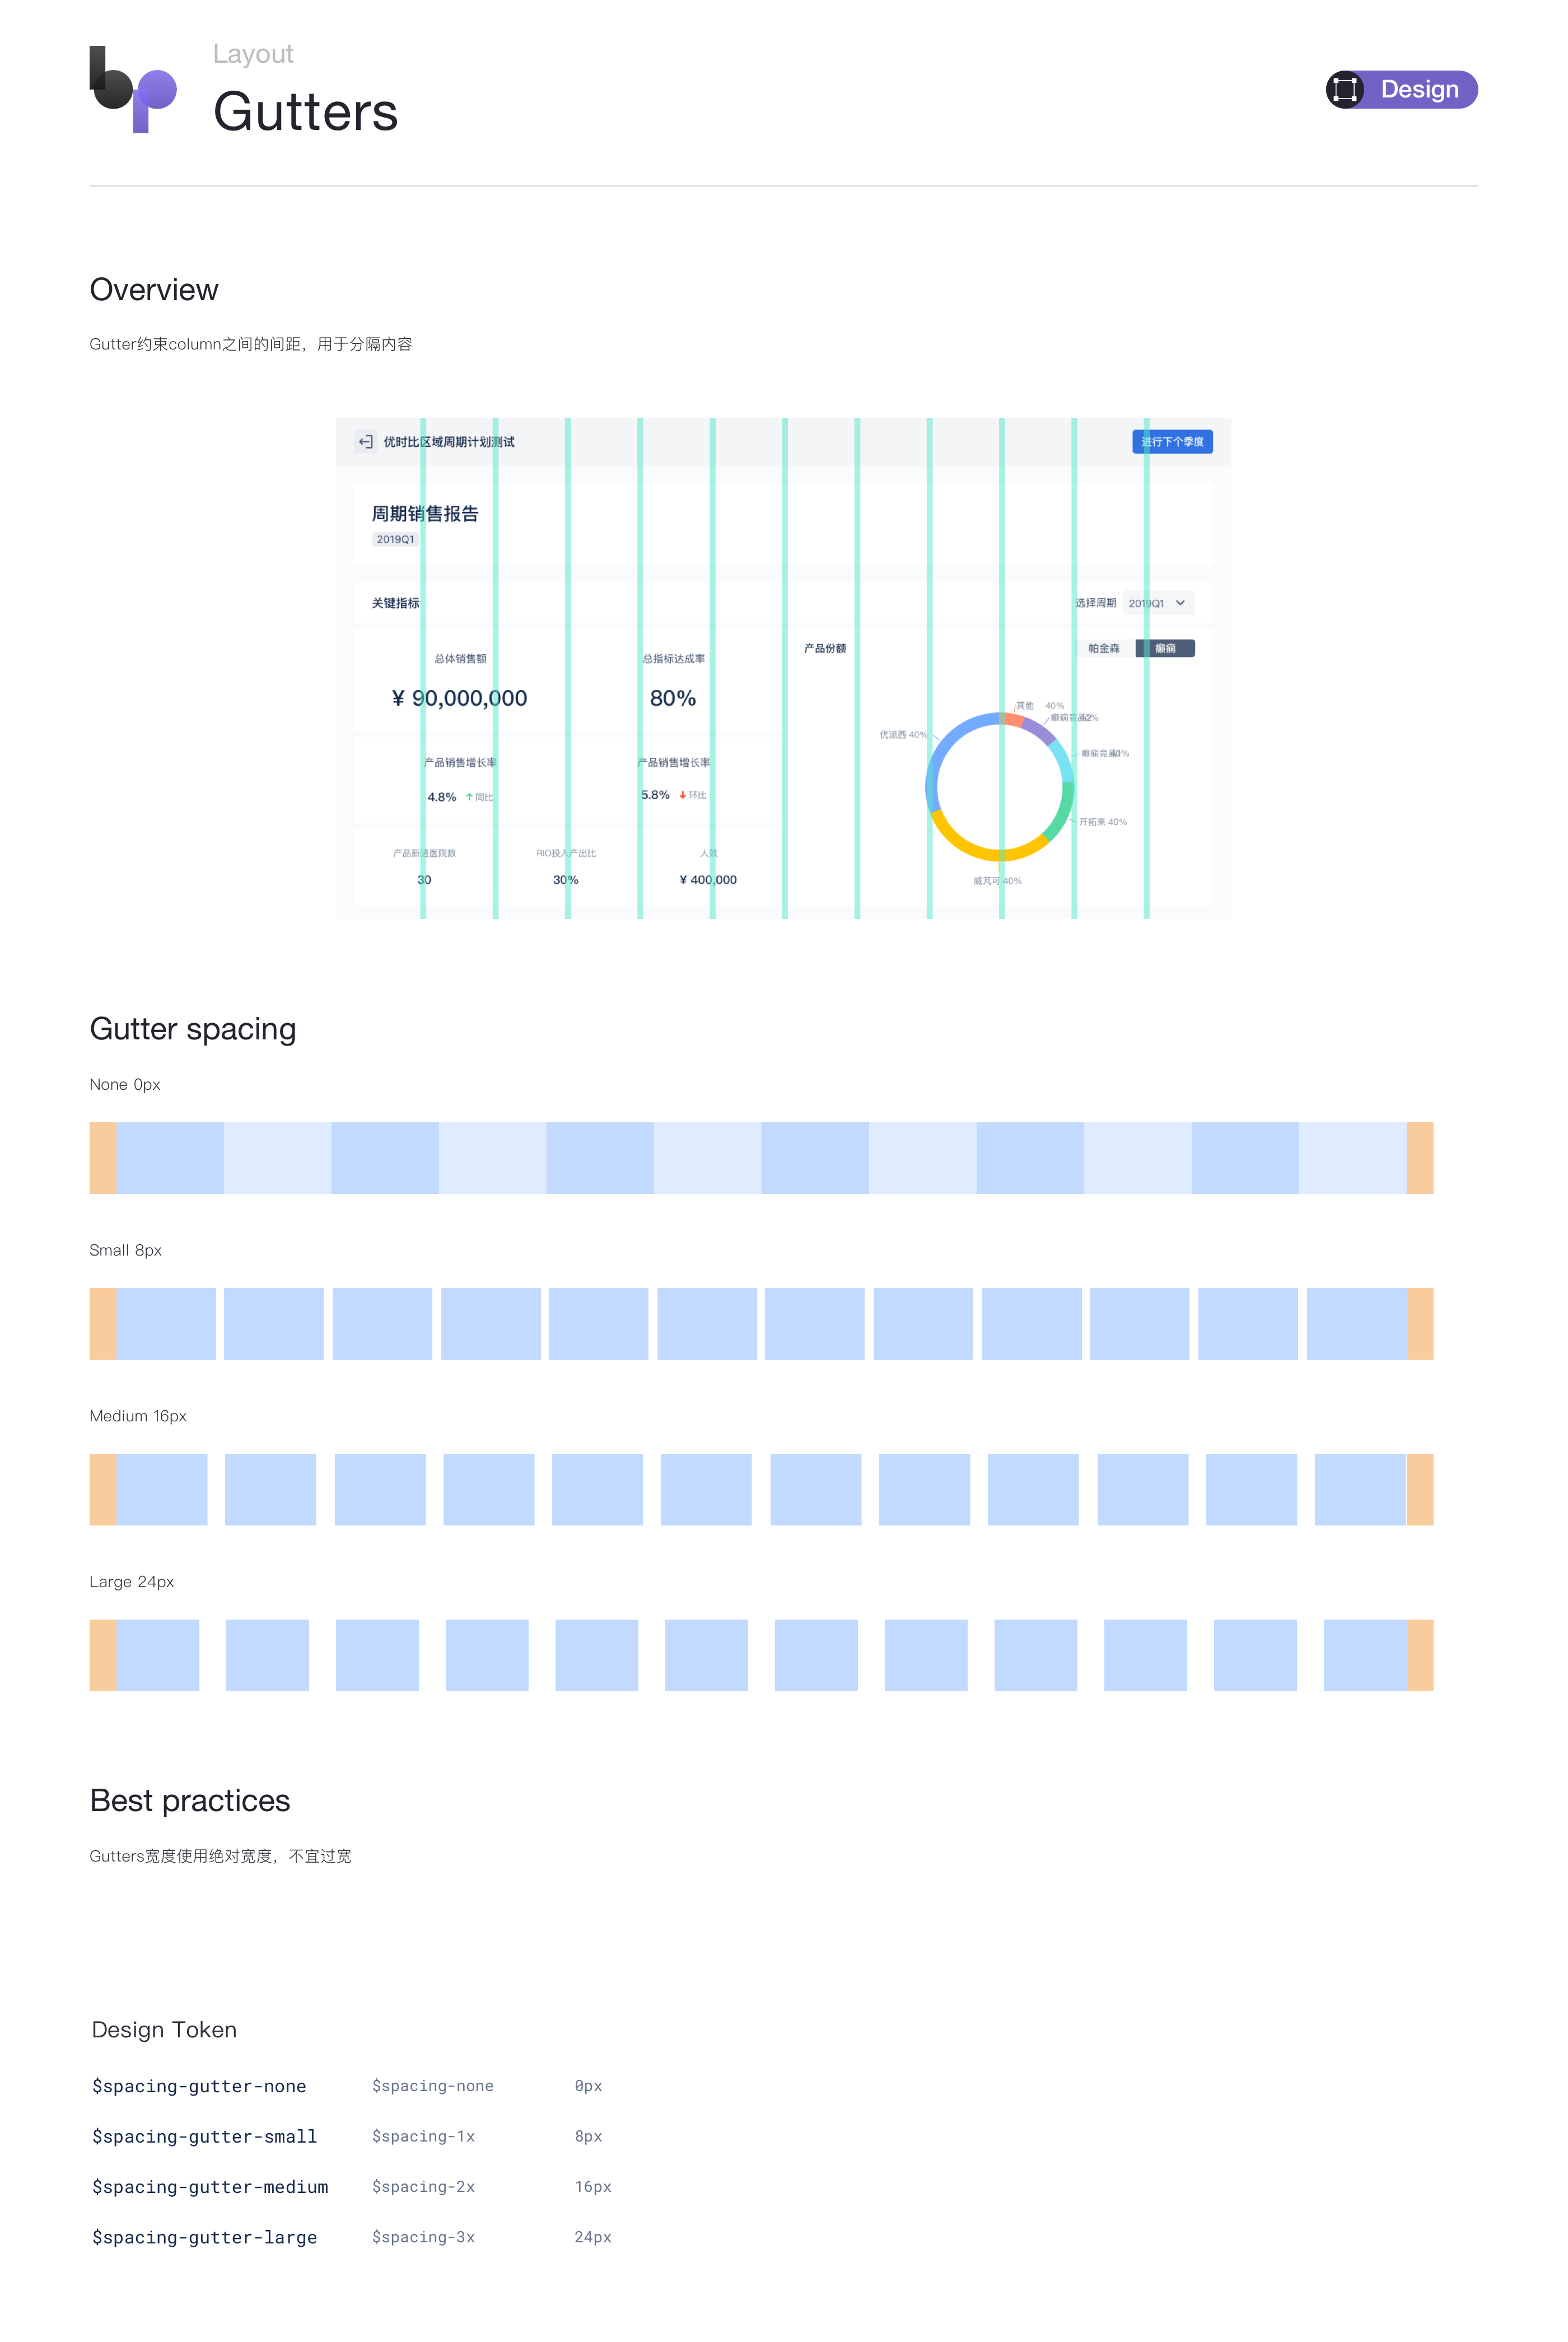 Layout
Gutters
Design
Overview
Gutter约束column之间的间距，用于分隔内容
优时比区域周期计划测试
进行下个季度
周期销售报告
2019Q1
关键指标
选择周期 2019Q1
总体销售额
总指标达成率
产品份额
帕金森 癫痫
¥ 90,000,000
80%
其他 40%
癫痫竞品2
优派西 40%
癫痫竞品1
产品销售增长率
产品销售增长率
4.8% 同比
5.8% 环比
开拓来 40%
产品新进医院数
RIO投入产出比
人效
30
30%
¥ 400,000
威芃可 40%
Gutter spacing
None 0px
Small 8px
Medium 16px
Large 24px
Best practices
Gutters宽度使用绝对宽度，不宜过宽
Design Token
$spacing-gutter-none $spacing-none 0px
$spacing-gutter-small $spacing-1x 8px
$spacing-gutter-medium $spacing-2x 16px
$spacing-gutter-large $spacing-3x 24px